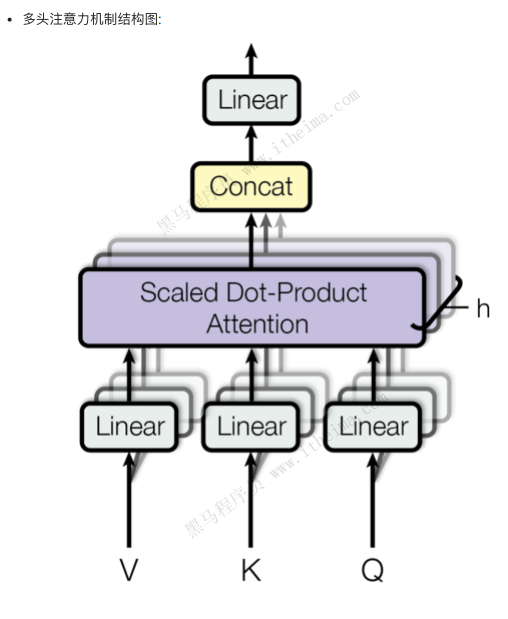 • 多头注意力机制结构图:
Linear
Concat
Scaled Dot-Product
Attention
h
Linear
Linear
Linear
V
K
Q
黑马程序员 www.itheima.com
黑马程序员 www.itheima.com